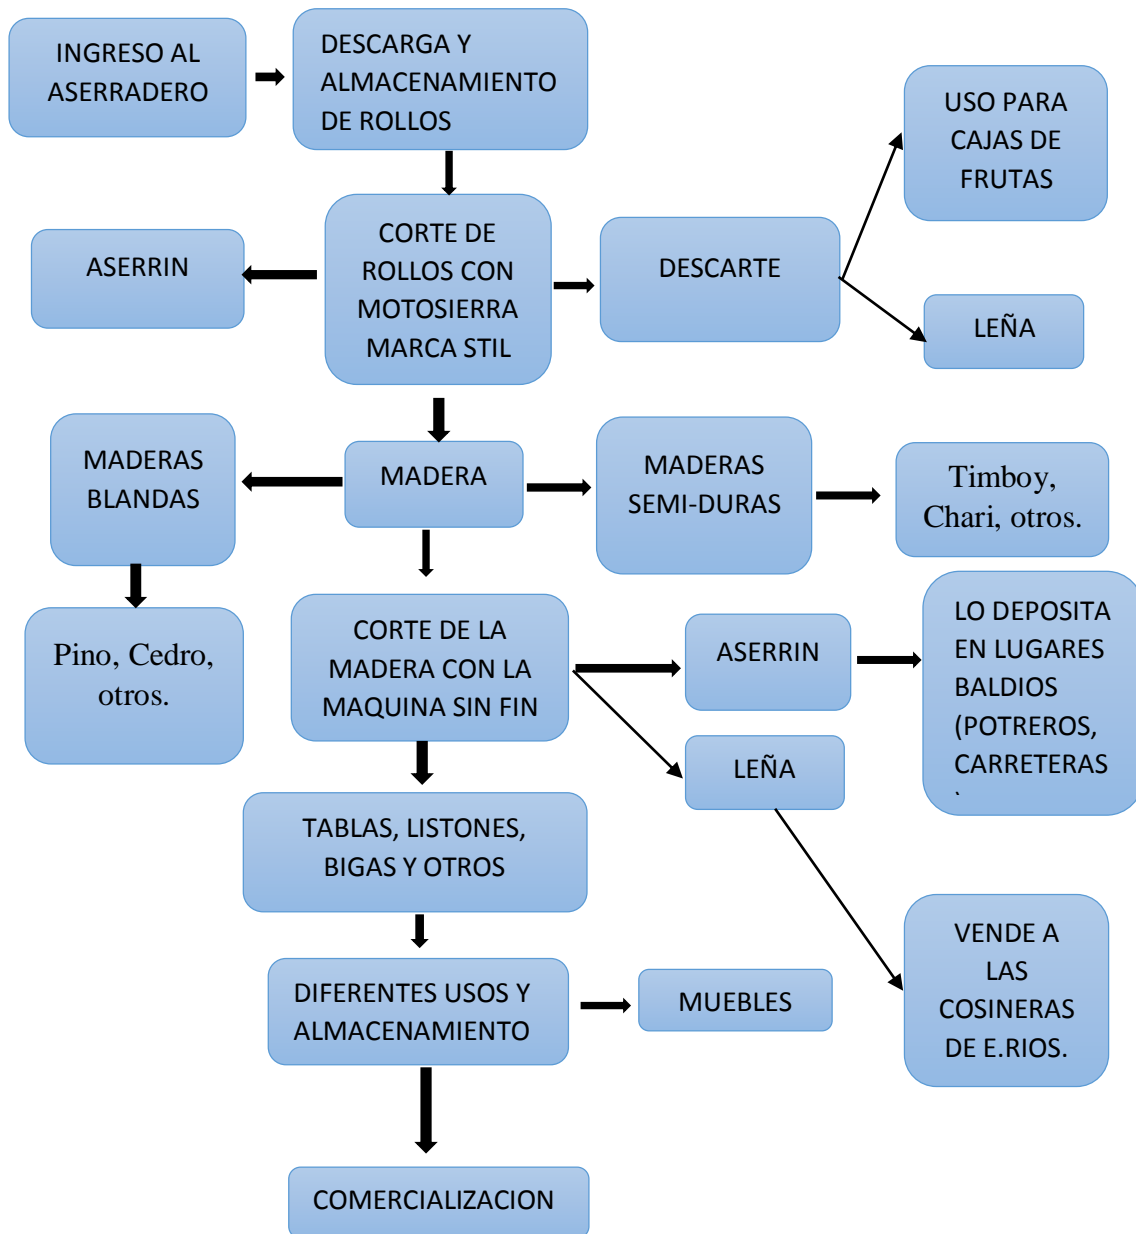 INGRESO AL
ASERRADERO
DESCARGA Y
ALMACENAMIENTO
DE ROLLOS
USO PARA
CAJAS DE
FRUTAS
ASERRIN
CORTE DE
ROLLOS CON
MOTOSIERRA
MARCA STIL
DESCARTE
LEÑA
MADERAS
BLANDAS
MADERA
MADERAS
SEMI-DURAS
Timboy,
Chari, otros.
Pino, Cedro,
otros.
CORTE DE LA
MADERA CON LA
MAQUINA SIN FIN
ASERRIN
LO DEPOSITA
EN LUGARES
BALDIOS
(POTREROS,
CARRETERAS
)
LEÑA
TABLAS, LISTONES,
BIGAS Y OTROS
VENDE A
LAS
COSINERAS
DE E.RIOS.
DIFERENTES USOS Y
ALMACENAMIENTO
MUEBLES
COMERCIALIZACION